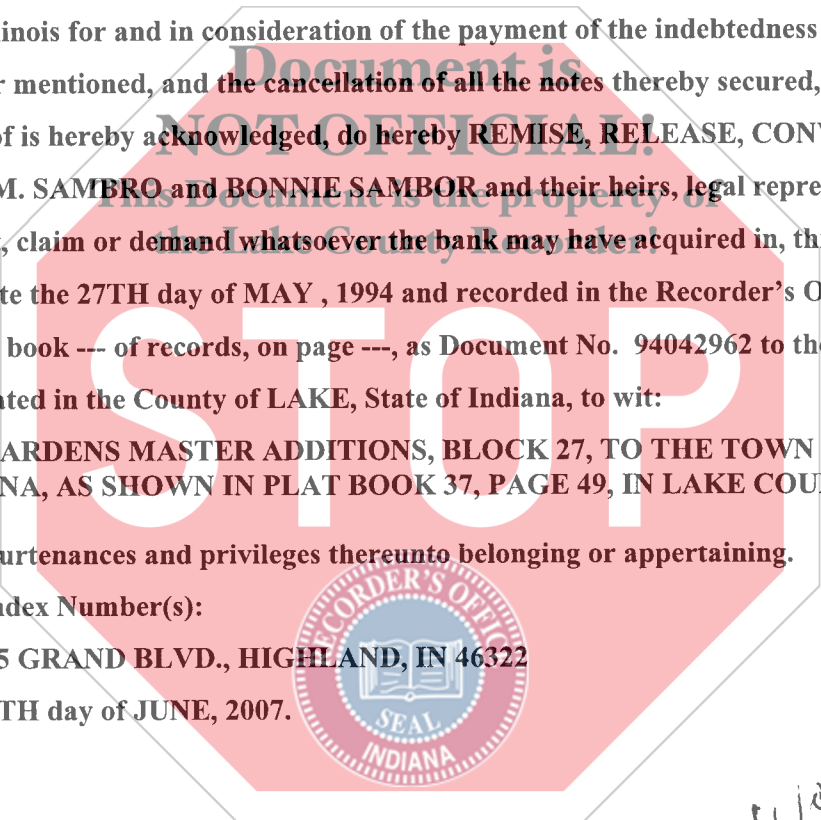 linois for and in consideration of the payment of the indebtedness
r mentioned, and the cancellation of all the notes thereby secured,
of is hereby acknowledged, do hereby REMISE, RELEASE, CONV
M. SAMBRO and BONNIE SAMBOR and their heirs, legal repre
, claim or demand whatsoever the bank may have acquired in, th
te the 27TH day of MAY , 1994 and recorded in the Recorder's O
book --- of records, on page ---, as Document No. 94042962 to th
ated in the County of LAKE, State of Indiana, to wit:
ARDENS MASTER ADDITIONS, BLOCK 27, TO THE TOWN
NA, AS SHOWN IN PLAT BOOK 37, PAGE 49, IN LAKE COU
urtenances and privileges thereunto belonging or appertaining.
ndex Number(s):
5 GRAND BLVD., HIGHLAND, IN 46322
TH day of JUNE, 2007.
Document is
NOT OFFICIAL!
This Document is the property of
the Lake County Recorder!
STOP
RECORDER'S OFFIC
SEAL
INDIANA